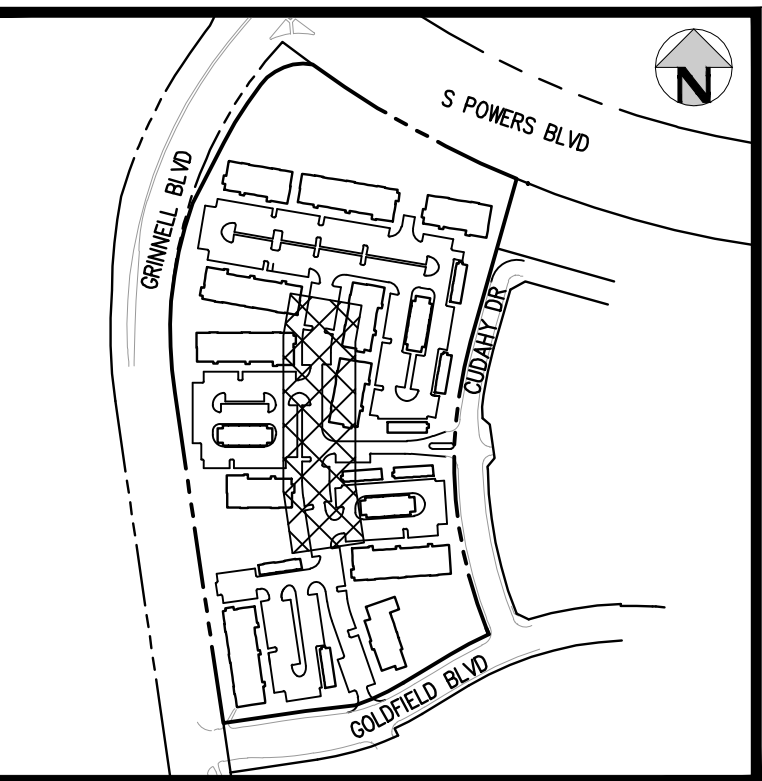 N
S POWERS BLVD
GRINNELL BLVD
CUDAHY DR
GOLDFIELD BLVD